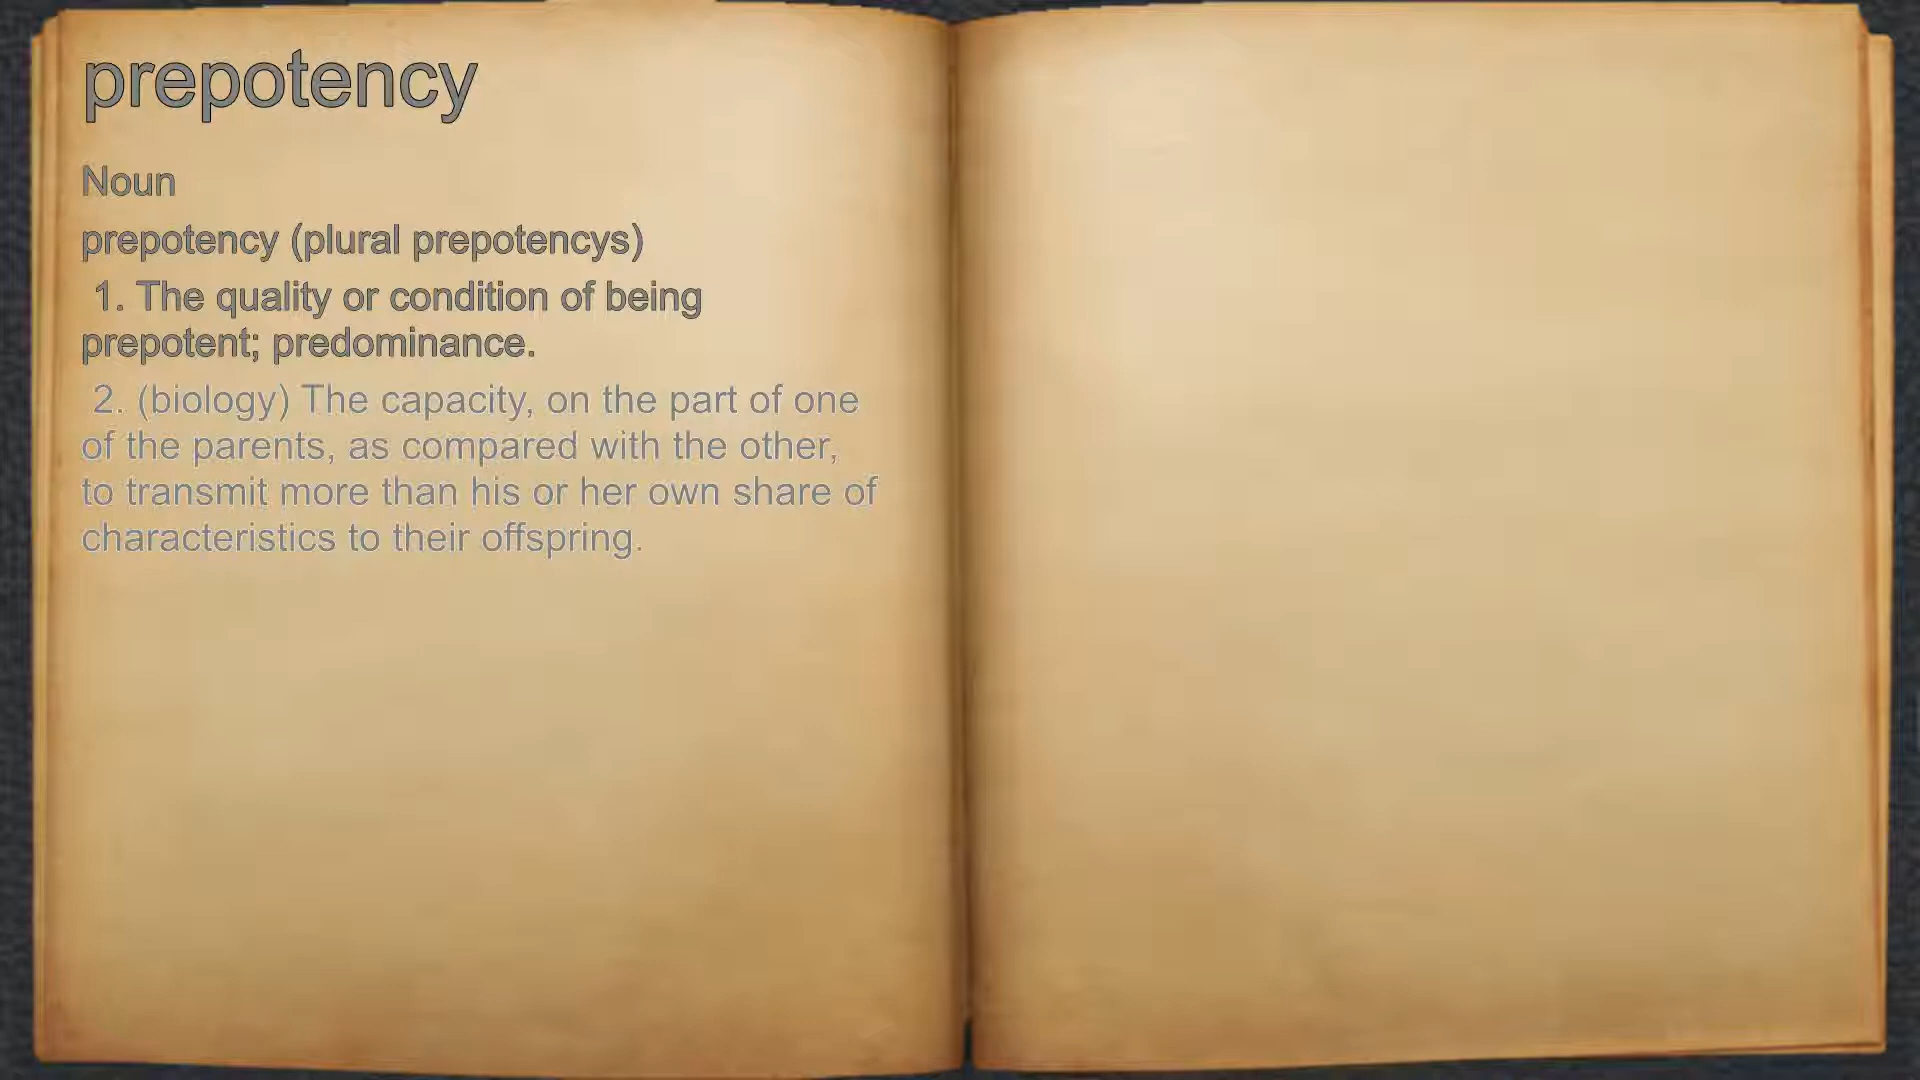 prepotency
Noun
prepotency (plural prepotencys)
1. The quality or condition of being
prepotent; predominance.
2. (biology) The capacity, on the part of one
of the parents, as compared with the other,
to transmit more than his or her own share of
characteristics to their offspring.